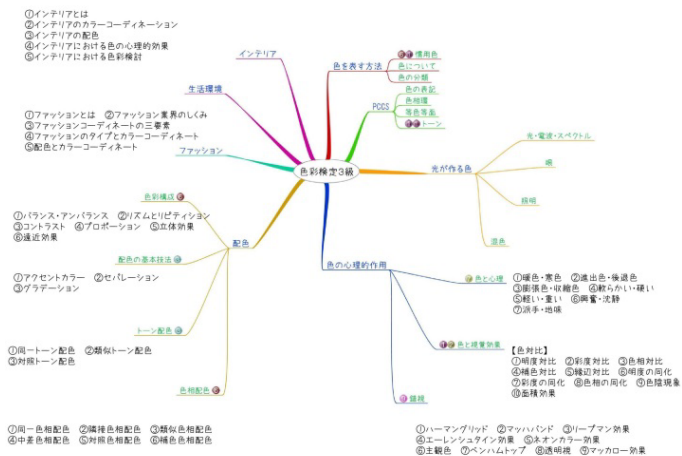 ①インテリアとは
②インテリアのカラーコーディネーション
③インテリアの配色
④インテリアにおける色の心理的効果
⑤インテリアにおける色彩検討
インテリア
生活環境
①ファッションとは ②ファッション業界のしくみ
③ファッションコーディネートの三要素
④ファッションのタイプとカラーコーディネート
⑤配色とカラーコーディネート
ファッション
色彩検定3級
色を表す方法
慣用色
色について
色の分類
PCCS
色の表記
色相環
等色相面
トーン
光が作る色
光・電波・スペクトル
眼
照明
混色
色彩構成
①バランス・アンバランス ②リズムとリピティション
③コントラスト ④プロポーション ⑤立体効果
⑥遠近効果
配色
配色の基本技法
①アクセントカラー ②セパレーション
③グラデーション
トーン配色
①同一トーン配色 ②類似トーン配色
③対照トーン配色
色相配色
①同一色相配色 ②隣接色相配色 ③類似色相配色
④中差色相配色 ⑤対照色相配色 ⑥補色色相配色
色の心理的作用
色と心理
①暖色・寒色 ②進出色・後退色
③膨張色・収縮色 ④軟らかい・硬い
⑤軽い・重い ⑥興奮・沈静
⑦派手・地味
色と視覚効果
【色対比】
①明度対比 ②彩度対比 ③色相対比
④補色対比 ⑤縁辺対比 ⑥明度の同化
⑦彩度の同化 ⑧色相の同化 ⑨色陰現象
⑩面積効果
錯視
①ハーマングリッド ②マッハバンド ③リープマン効果
④エーレンシュタイン効果 ⑤ネオンカラー効果
⑥主観色 ⑦ベンハムトップ ⑧透明視 ⑨マッカロー効果